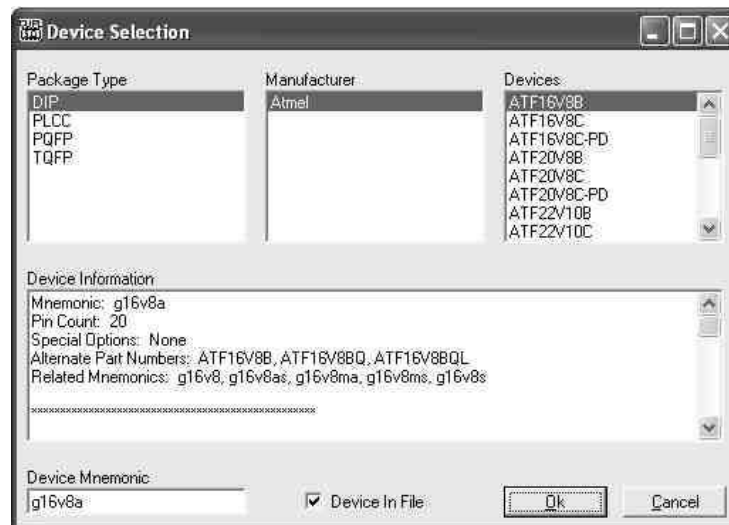 Device Selection
Package Type
DIP
PLCC
PQFP
TQFP
Manufacturer
Atmel
Devices
ATF16V8B
ATF16V8C
ATF16V8C-PD
ATF20V8B
ATF20V8C
ATF20V8C-PD
ATF22V10B
ATF22V10C
Device Information
Mnemonic: g16v8a
Pin Count: 20
Special Options: None
Alternate Part Numbers: ATF16V8B, ATF16V8BQ, ATF16V8BQL
Related Mnemonics: g16v8, g16v8as, g16v8ma, g16v8ms, g16v8s
Device Mnemonic
g16v8a
Device In File
Ok
Cancel